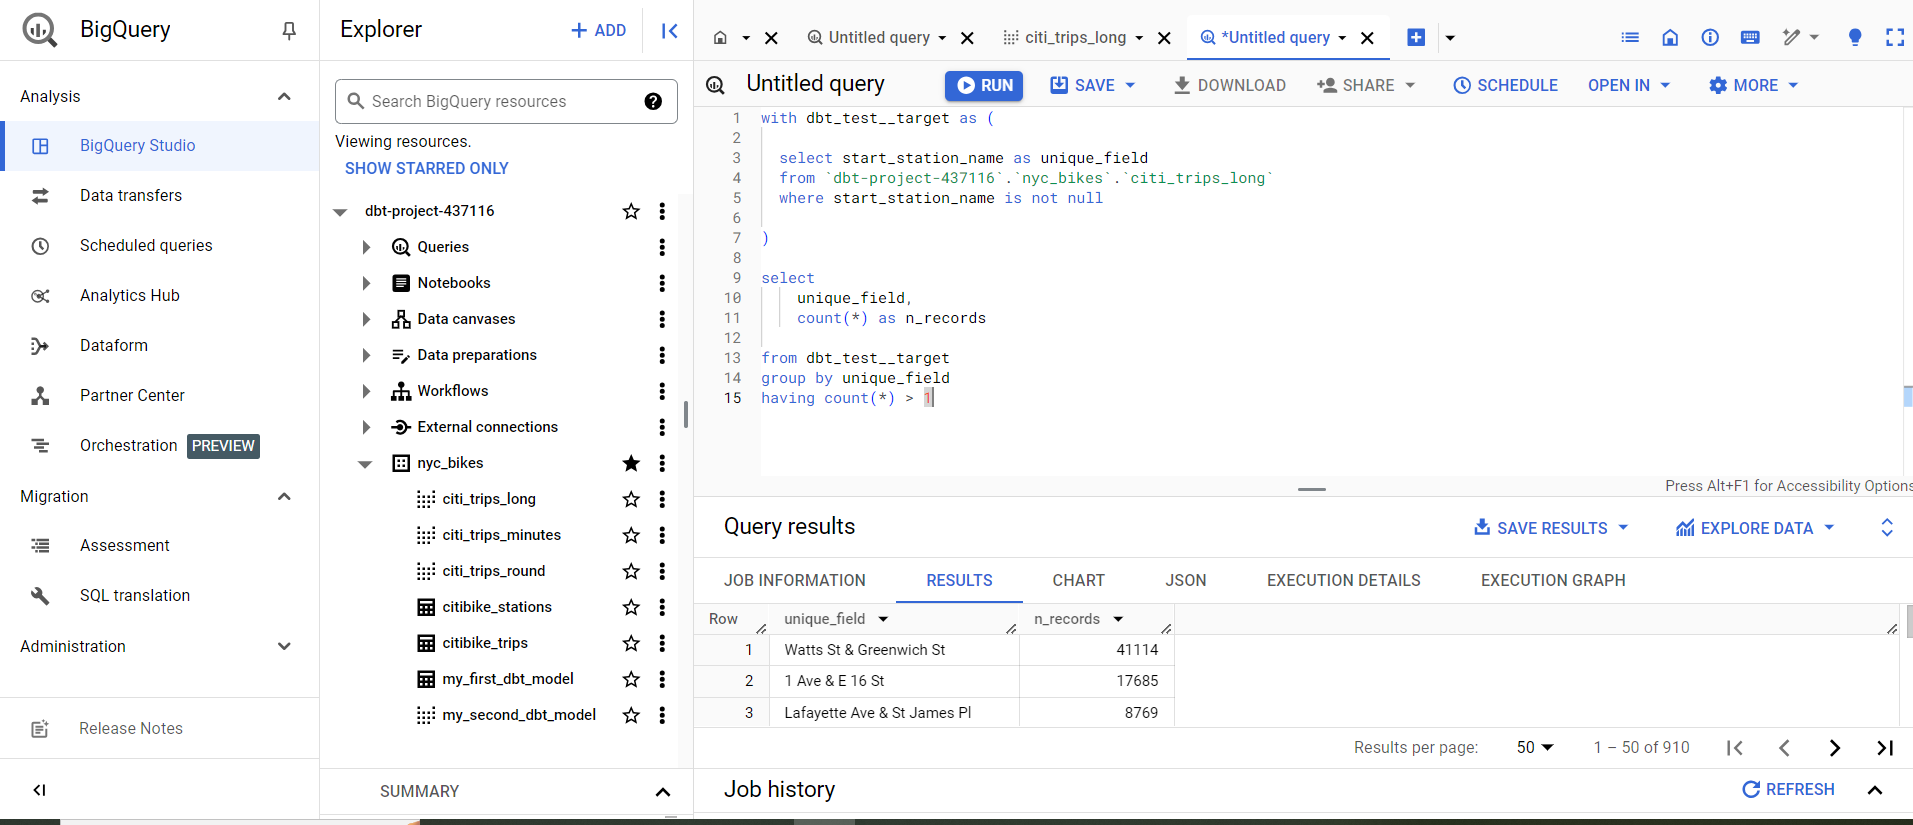 BigQuery
Analysis
BigQuery Studio
Data transfers
Scheduled queries
Analytics Hub
Dataform
Partner Center
Orchestration PREVIEW
Migration
Assessment
SQL translation
Administration
Release Notes
Explorer
+ ADD
Search BigQuery resources
Viewing resources.
SHOW STARRED ONLY
dbt-project-437116
Queries
Notebooks
Data canvases
Data preparations
Workflows
External connections
nyc_bikes
citi_trips_long
citi_trips_minutes
citi_trips_round
citibike_stations
citibike_trips
my_first_dbt_model
my_second_dbt_model
SUMMARY
Untitled query
citi_trips_long
*Untitled query
Untitled query
RUN
SAVE
DOWNLOAD
SHARE
SCHEDULE
OPEN IN
MORE
1 with dbt_test__target as (
2
3 select start_station_name as unique_field
4 from `dbt-project-437116`.`nyc_bikes`.`citi_trips_long`
5 where start_station_name is not null
6
7 )
8
9 select
10 unique_field,
11 count(*) as n_records
12
13 from dbt_test__target
14 group by unique_field
15 having count(*) > 1
Press Alt+F1 for Accessibility Options
Query results
SAVE RESULTS
EXPLORE DATA
JOB INFORMATION
RESULTS
CHART
JSON
EXECUTION DETAILS
EXECUTION GRAPH
Row unique_field n_records
1 Watts St & Greenwich St 41114
2 1 Ave & E 16 St 17685
3 Lafayette Ave & St James Pl 8769
Results per page: 50 1 – 50 of 910
Job history
REFRESH